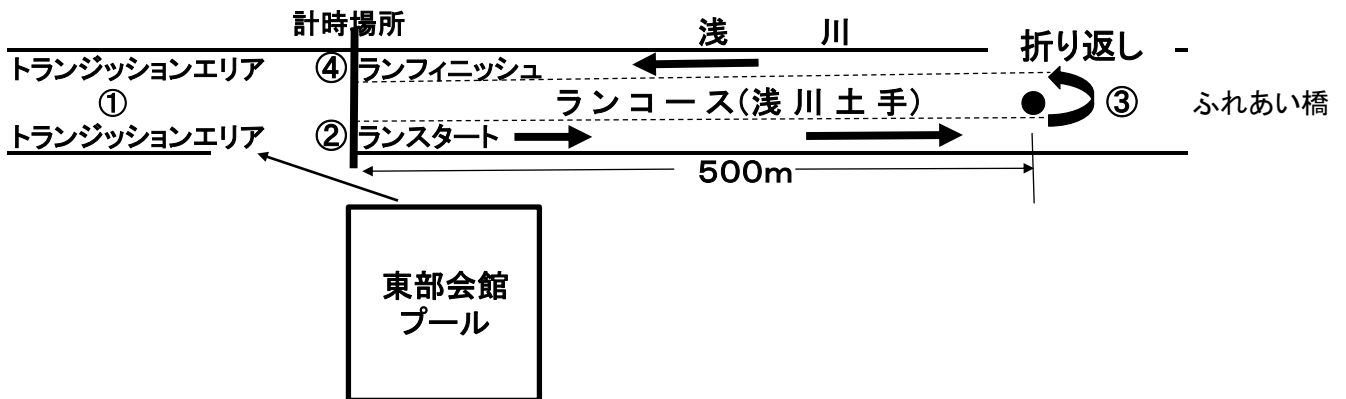 計時場所
浅 川
折り返し
トランジッションエリア
④ランフィニッシュ
①
ラ ン コ ー ス（浅 川 土 手）
③
ふれあい橋
トランジッションエリア
②ランスタート
500m
東部会館
プール